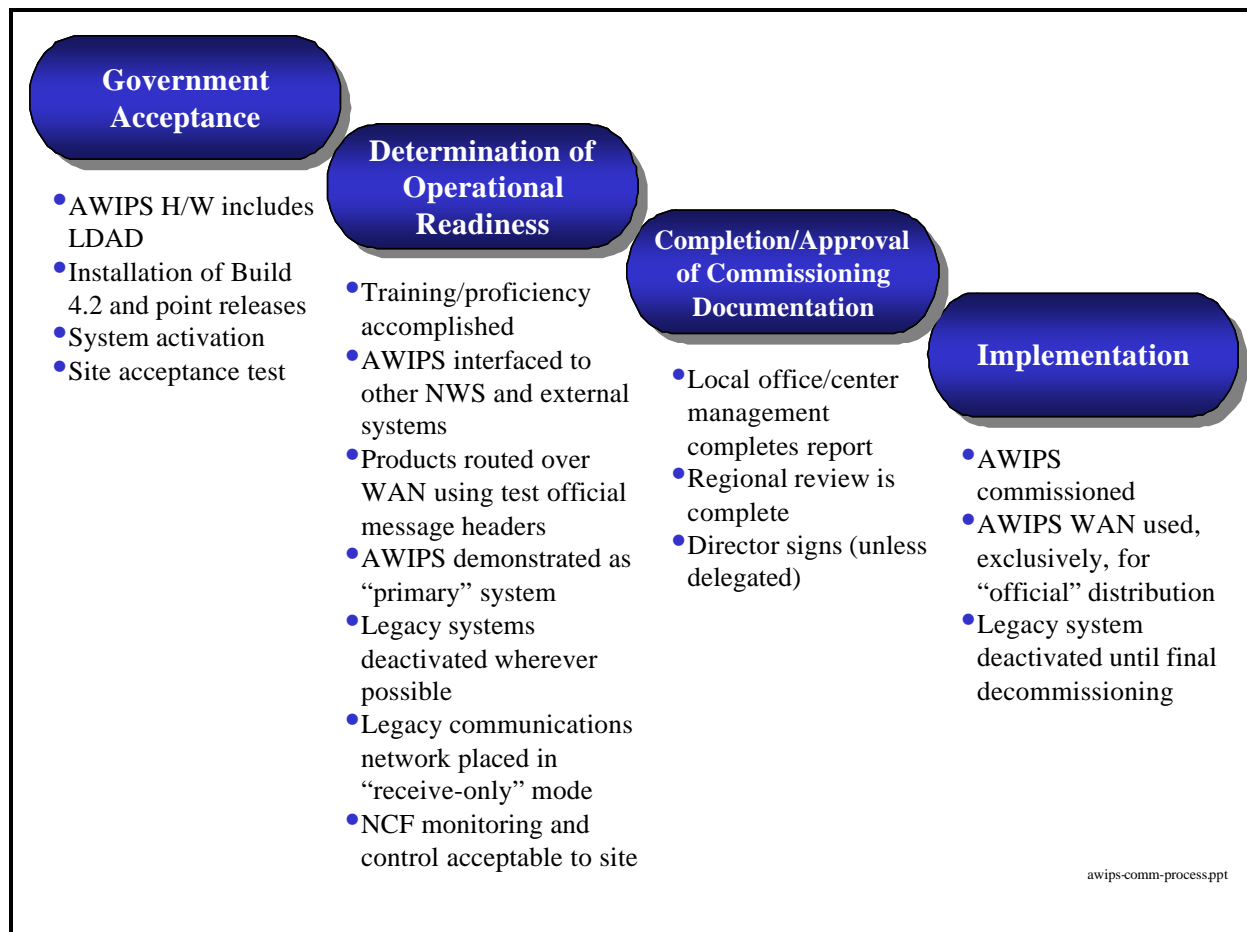 Government
Acceptance
•AWIPS H/W includes
LDAD
•Installation of Build
4.2 and point releases
•System activation
•Site acceptance test
Determination of
Operational
Readiness
•Training/proficiency
accomplished
•AWIPS interfaced to
other NWS and external
systems
•Products routed over
WAN using test official
message headers
•AWIPS demonstrated as
“primary” system
•Legacy systems
deactivated wherever
possible
•Legacy communications
network placed in
“receive-only” mode
•NCF monitoring and
control acceptable to site
Completion/Approval
of Commissioning
Documentation
•Local office/center
management
completes report
•Regional review is
complete
•Director signs (unless
delegated)
Implementation
•AWIPS
commissioned
•AWIPS WAN used,
exclusively, for
“official” distribution
•Legacy system
deactivated until final
decommissioning
awips-comm-process.ppt